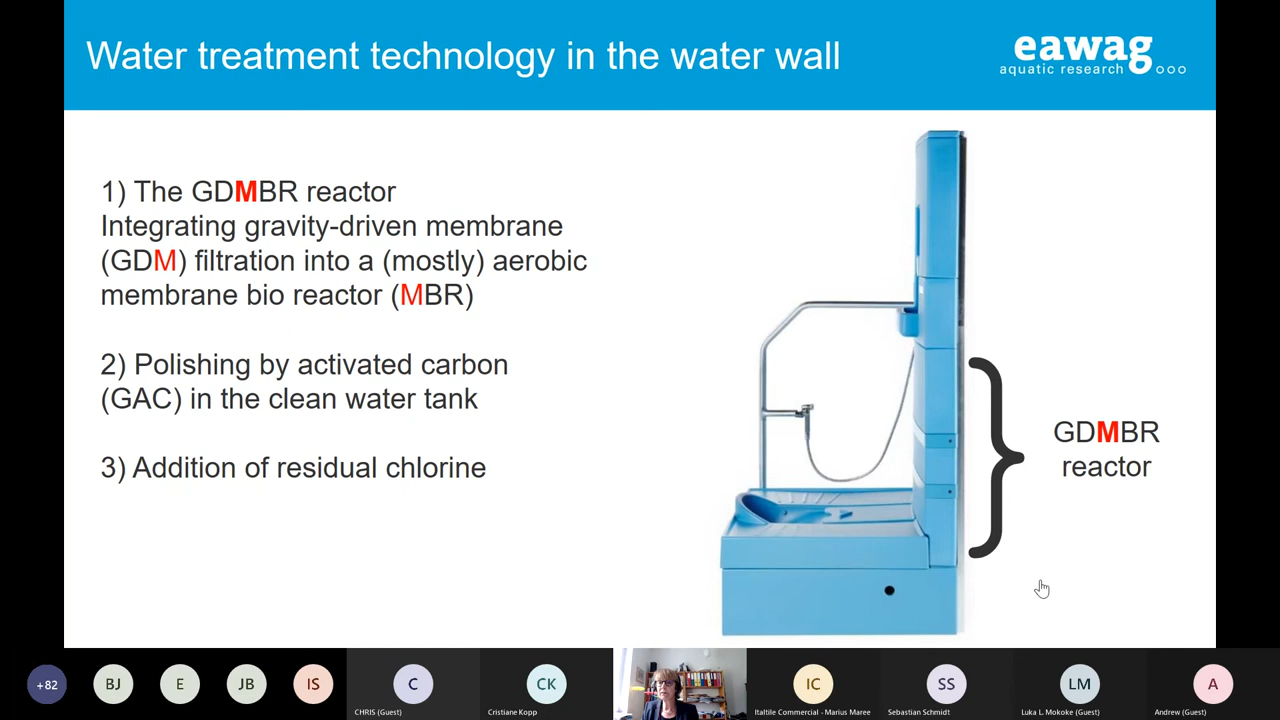 Water treatment technology in the water wall
eawag
aquatic research
1) The GDMBR reactor
Integrating gravity-driven membrane
(GDM) filtration into a (mostly) aerobic
membrane bio reactor (MBR)
2) Polishing by activated carbon
(GAC) in the clean water tank
3) Addition of residual chlorine
GDMBR
reactor
+82
BJ
E
JB
IS
C
CHRIS (Guest)
CK
Cristiane Kopp
IC
Italtile Commercial - Marius Maree
SS
Sebastian Schmidt
LM
Luka L. Mokoke (Guest)
A
Andrew (Guest)